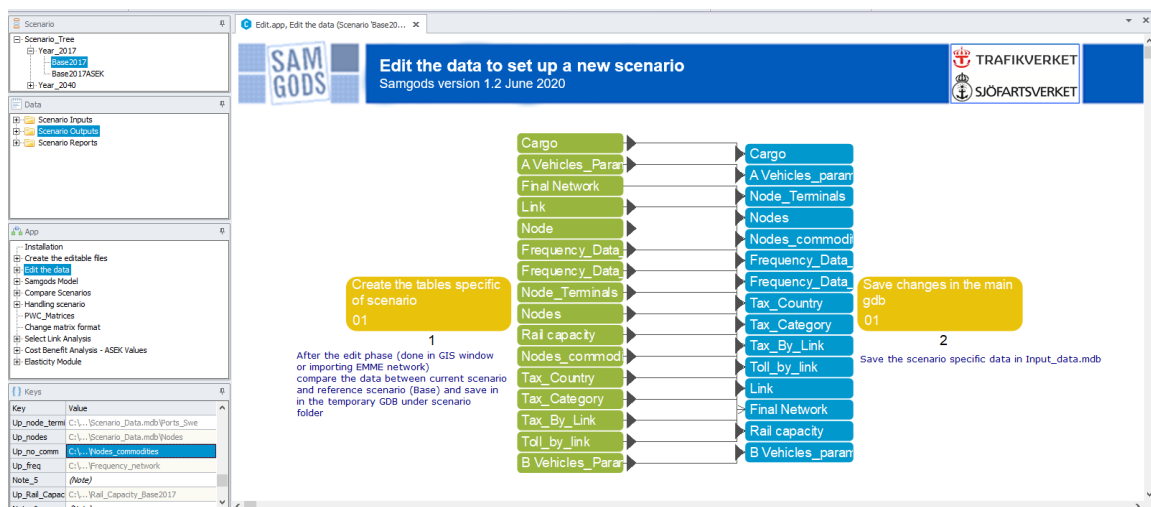 Scenario
Scenario_Tree
Year_2017
Base2017
Base2017ASEK
Year_2040
Data
Scenario Inputs
Scenario Outputs
Scenario Reports
App
Installation
Create the editable files
Edit the data
Samgods Model
Compare Scenarios
Handling scenario
PWC_Matrices
Change matrix format
Select Link Analysis
Cost Benefit Analysis - ASEK Values
Elasticity Module
Keys
Key Value
Up_node_termi C:\...\Scenario_Data.mdb\Ports_Swe
Up_nodes C:\...\Scenario_Data.mdb\Nodes
Up_no_comm C:\...\Nodes_commodities
Up_freq C:\...\Frequency_network
Note_5 (Note)
Up_Rail_Capac C:\...\Rail_Capacity_Base2017
Edit.app, Edit the data (Scenario 'Base20...
SAM
GODS
Edit the data to set up a new scenario
Samgods version 1.2 June 2020
TRAFIKVERKET
SJÖFARTSVERKET
Create the tables specific
of scenario
01
1
After the edit phase (done in GIS window
or importing EMME network)
compare the data between current scenario
and reference scenario (Base) and save in
in the temporary GDB under scenario
folder
Cargo
A Vehicles_Para
Final Network
Link
Node
Frequency_Data_
Frequency_Data_
Node_Terminals
Nodes
Rail capacity
Nodes_commod
Tax_Country
Tax_Category
Tax_By_Link
Toll_by_link
B Vehicles_Para
Cargo
A Vehicles_param
Node_Terminals
Nodes
Nodes_commodi
Frequency_Data_
Frequency_Data_
Tax_Country
Tax_Category
Tax_By_Link
Toll_by_link
Link
Final Network
Rail capacity
B Vehicles_param
Save changes in the main
gdb
01
2
Save the scenario specific data in Input_data.mdb